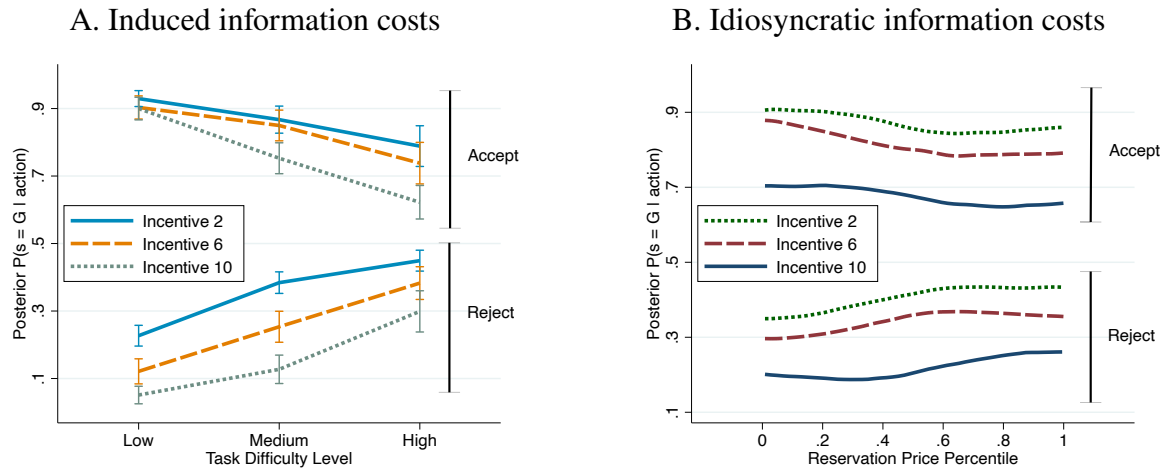 A. Induced information costs
Posterior P(s = G | action)
.9
.7
.5
.3
.1
Accept
Reject
Incentive 2
Incentive 6
Incentive 10
Low
Medium
High
Task Difficulty Level
B. Idiosyncratic information costs
Posterior P(s = G | action)
.9
.7
.5
.3
.1
Accept
Reject
Incentive 2
Incentive 6
Incentive 10
0
.2
.4
.6
.8
1
Reservation Price Percentile